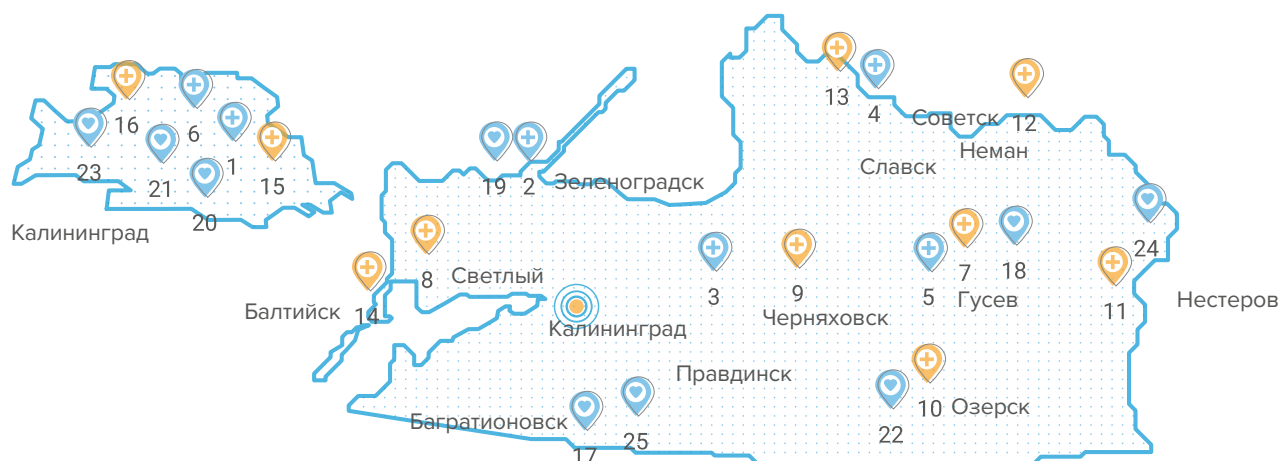 13
4
Советск
12
16
6
Неман
1
Славск
23
21
15
19
2
Зеленоградск
20
Калининград
24
8
Светлый
7
18
3
9
5
Гусев
Нестеров
Балтийск
14
11
Черняховск
Калининград
Правдинск
10
Озерск
Багратионовск
25
22
17